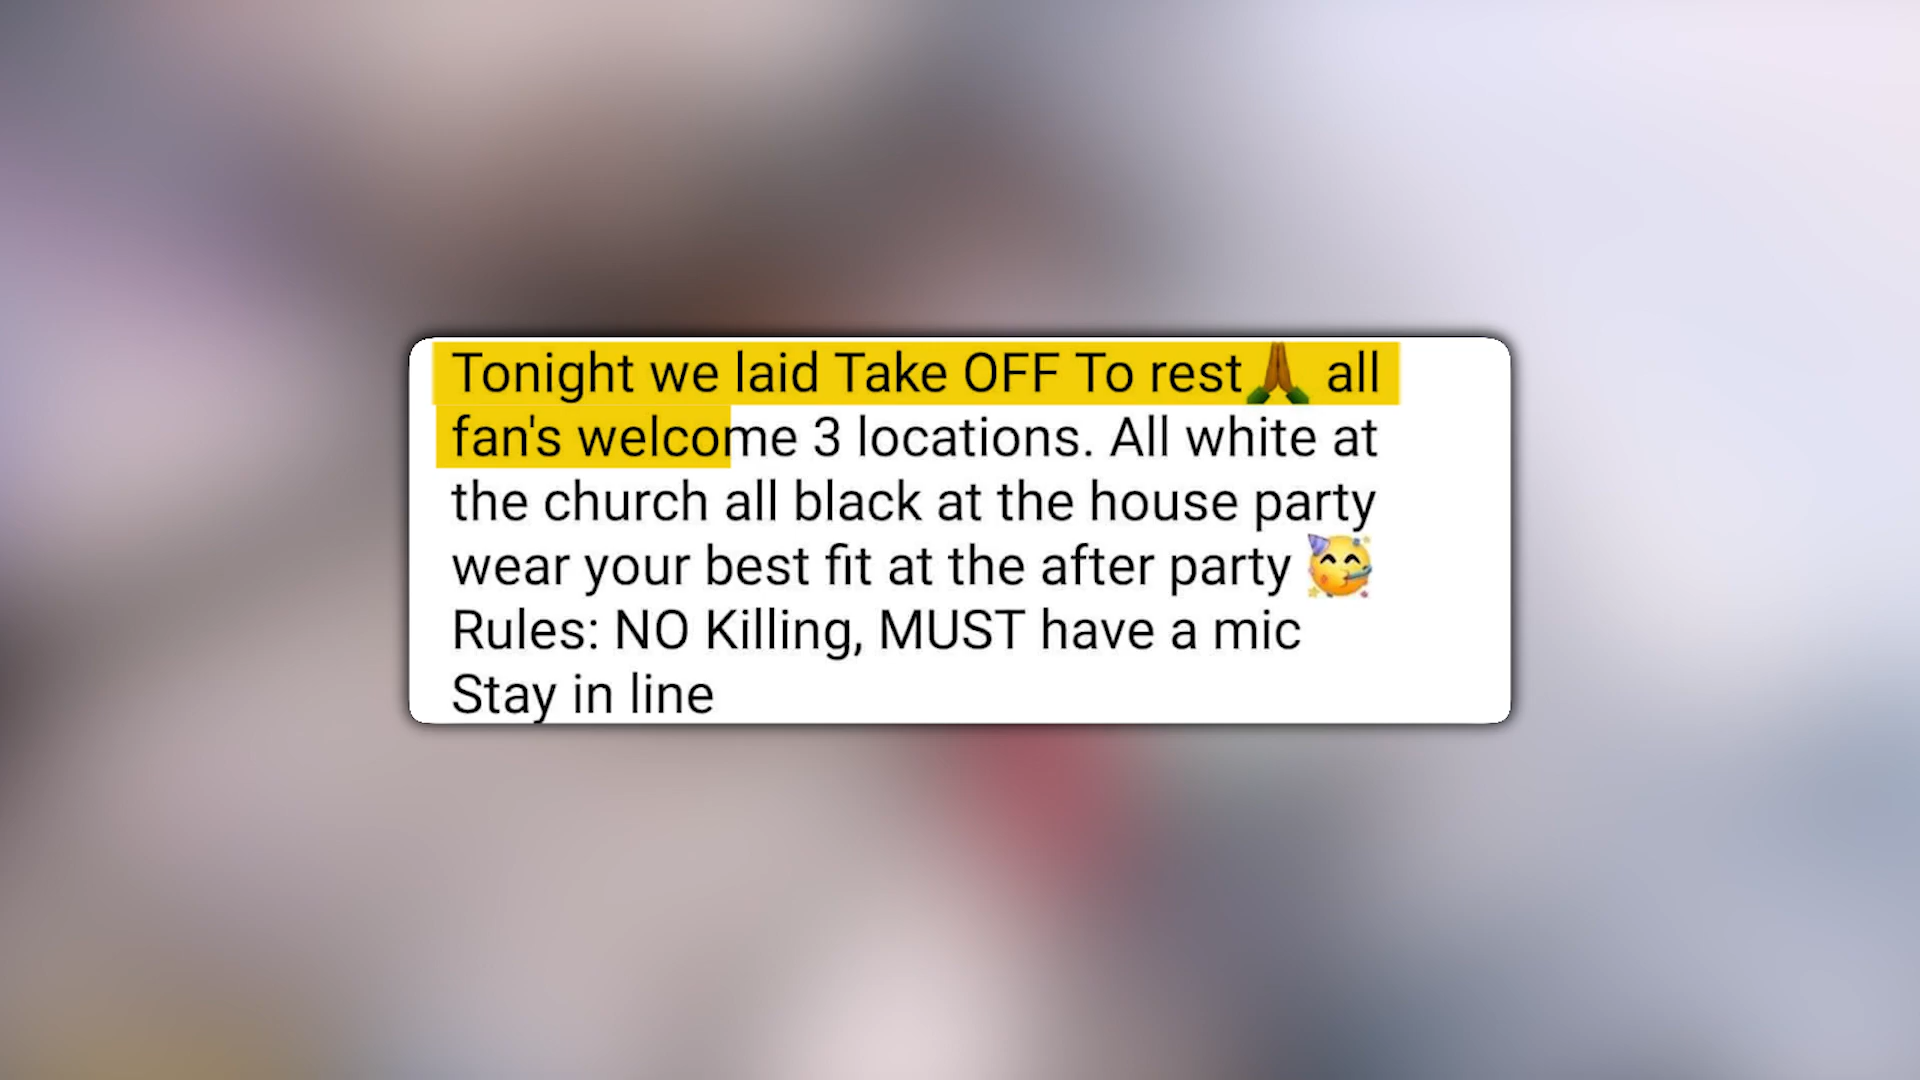 Tonight we laid Take OFF To rest🙏🏾 all
fan's welcome 3 locations. All white at
the church all black at the house party
wear your best fit at the after party 🥳
Rules: NO Killing, MUST have a mic
Stay in line